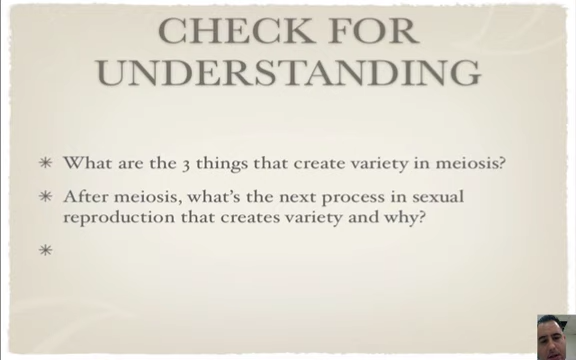 CHECK FOR
UNDERSTANDING
What are the 3 things that create variety in meiosis?
After meiosis, what's the next process in sexual
reproduction that creates variety and why?